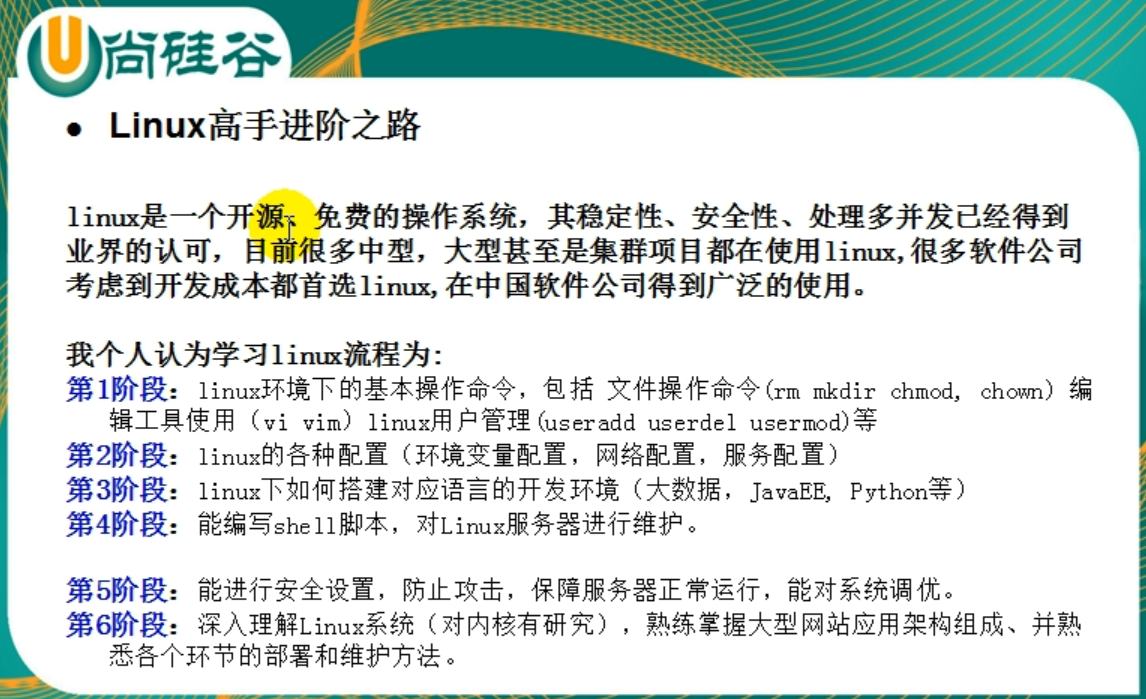 尚硅谷
● Linux高手进阶之路
linux是一个开源、免费的操作系统，其稳定性、安全性、处理多并发已经得到
业界的认可，目前很多中型，大型甚至是集群项目都在使用linux,很多软件公司
考虑到开发成本都首选linux,在中国软件公司得到广泛的使用。
我个人认为学习linux流程为:
第1阶段：linux环境下的基本操作命令，包括 文件操作命令(rm mkdir chmod, chown) 编
辑工具使用（vi vim）linux用户管理(useradd userdel usermod)等
第2阶段：linux的各种配置（环境变量配置，网络配置，服务配置）
第3阶段：linux下如何搭建对应语言的开发环境（大数据，JavaEE, Python等）
第4阶段：能编写shell脚本，对Linux服务器进行维护。
第5阶段：能进行安全设置，防止攻击，保障服务器正常运行，能对系统调优。
第6阶段：深入理解Linux系统（对内核有研究），熟练掌握大型网站应用架构组成、并熟
悉各个环节的部署和维护方法。